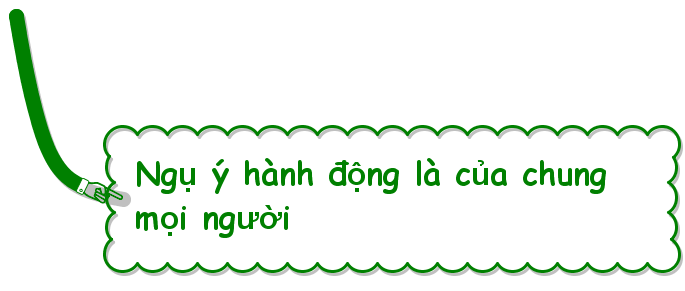 Ngụ ý hành động là của chung
mọi người